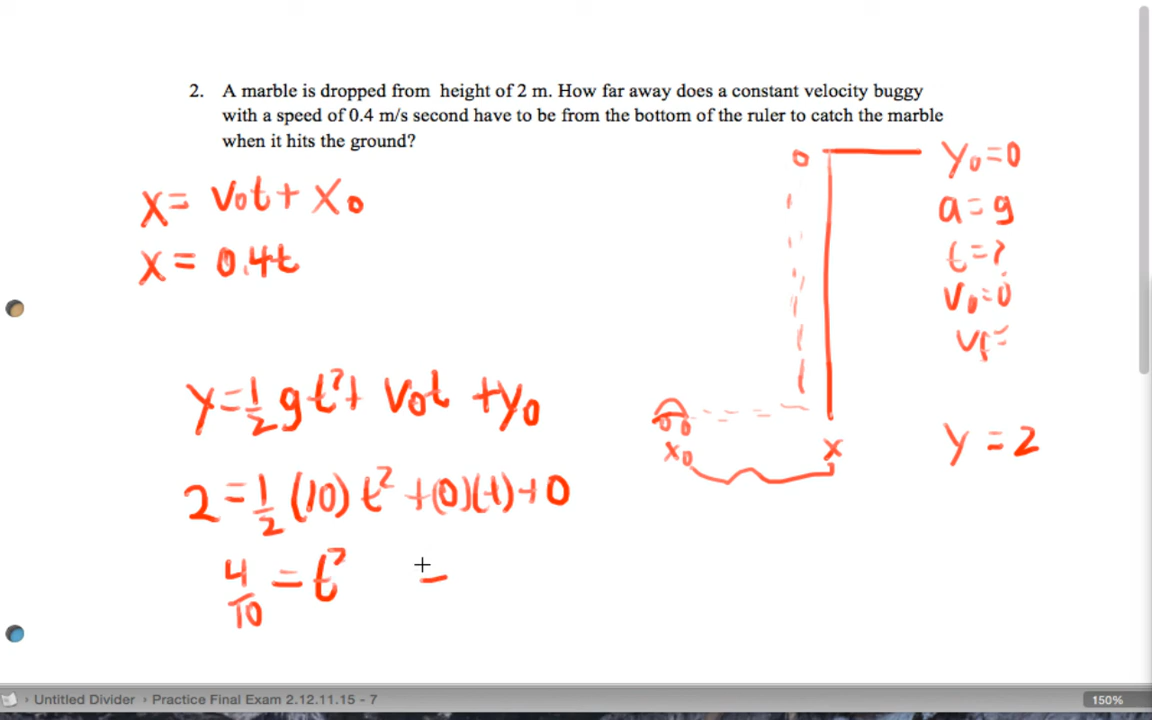 2. A marble is dropped from height of 2 m. How far away does a constant velocity buggy
with a speed of 0.4 m/s second have to be from the bottom of the ruler to catch the marble
when it hits the ground?
x = v₀t + x₀
x = 0.4t
y₀ = 0
a = g
t = ?
v₀ = 0
vf =
x₀
x
y = 2
y = 1/2 gt² + v₀t + y₀
2 = 1/2 (10) t² + (0)(t) + 0
4/10 = t²
Untitled Divider › Practice Final Exam 2.12.11.15 - 7
150%